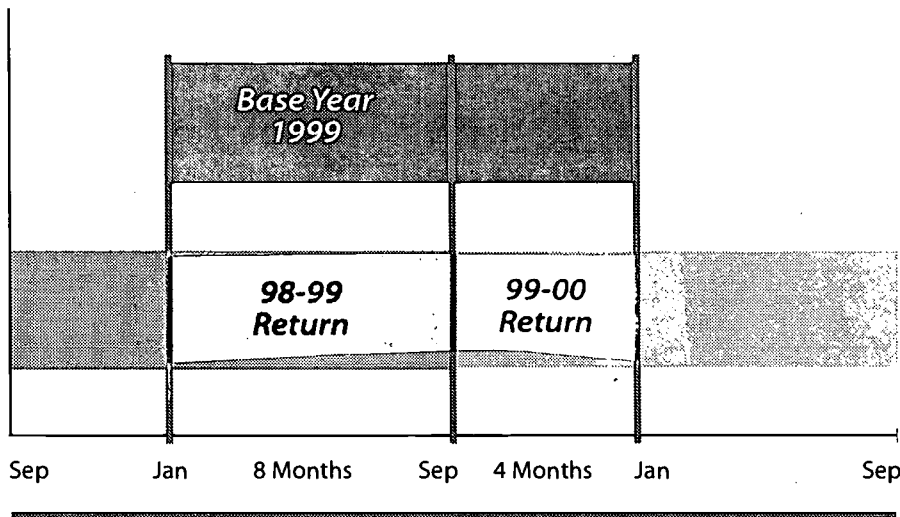 Base Year
1999
98-99
Return
99-00
Return
Sep Jan 8 Months Sep 4 Months Jan Sep